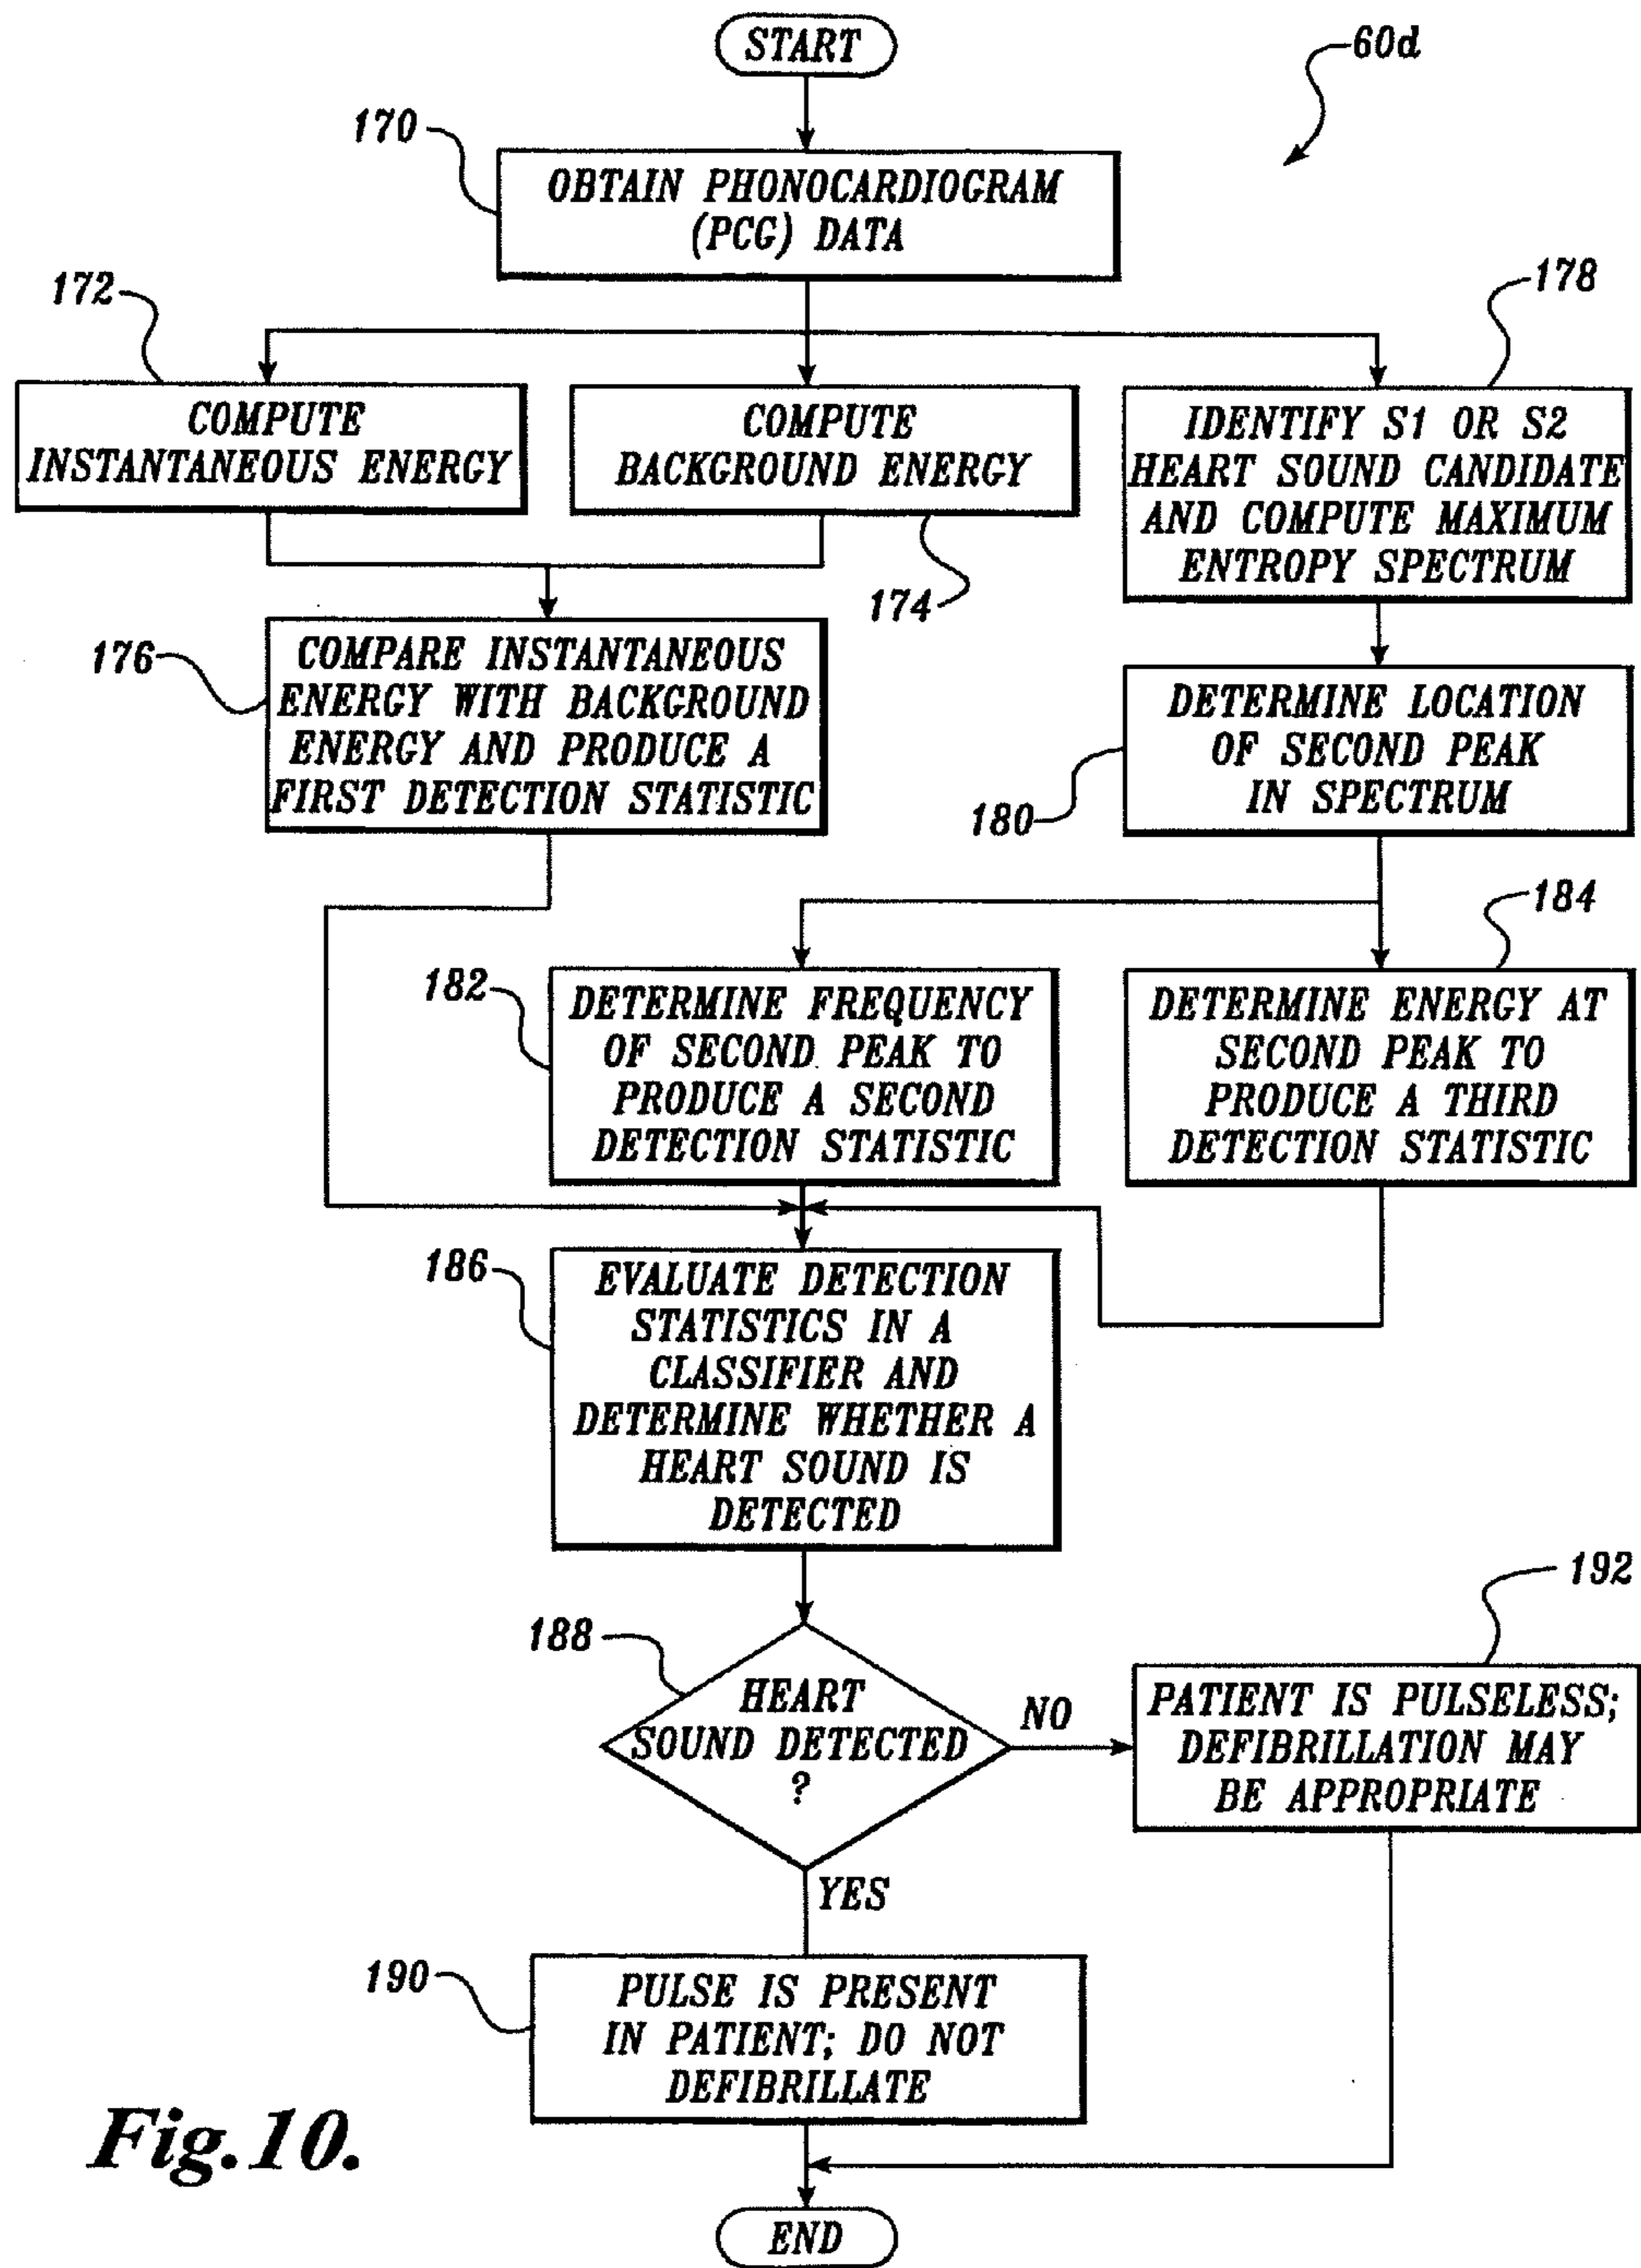 START
60d
170
OBTAIN PHONOCARDIOGRAM
(PCG) DATA
172
178
COMPUTE
INSTANTANEOUS ENERGY
COMPUTE
BACKGROUND ENERGY
174
IDENTIFY S1 OR S2
HEART SOUND CANDIDATE
AND COMPUTE MAXIMUM
ENTROPY SPECTRUM
176
COMPARE INSTANTANEOUS
ENERGY WITH BACKGROUND
ENERGY AND PRODUCE A
FIRST DETECTION STATISTIC
DETERMINE LOCATION
OF SECOND PEAK
IN SPECTRUM
180
184
182
DETERMINE FREQUENCY
OF SECOND PEAK TO
PRODUCE A SECOND
DETECTION STATISTIC
DETERMINE ENERGY AT
SECOND PEAK TO
PRODUCE A THIRD
DETECTION STATISTIC
186
EVALUATE DETECTION
STATISTICS IN A
CLASSIFIER AND
DETERMINE WHETHER A
HEART SOUND IS
DETECTED
188
HEART
SOUND DETECTED
?
NO
192
PATIENT IS PULSELESS;
DEFIBRILLATION MAY
BE APPROPRIATE
YES
190
PULSE IS PRESENT
IN PATIENT; DO NOT
DEFIBRILLATE
END
Fig.10.